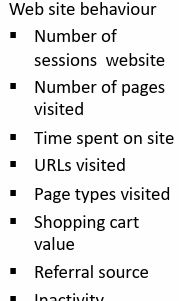 Web site behaviour
▪ Number of
sessions website
▪ Number of pages
visited
▪ Time spent on site
▪ URLs visited
▪ Page types visited
▪ Shopping cart
value
▪ Referral source
▪ Inactivity